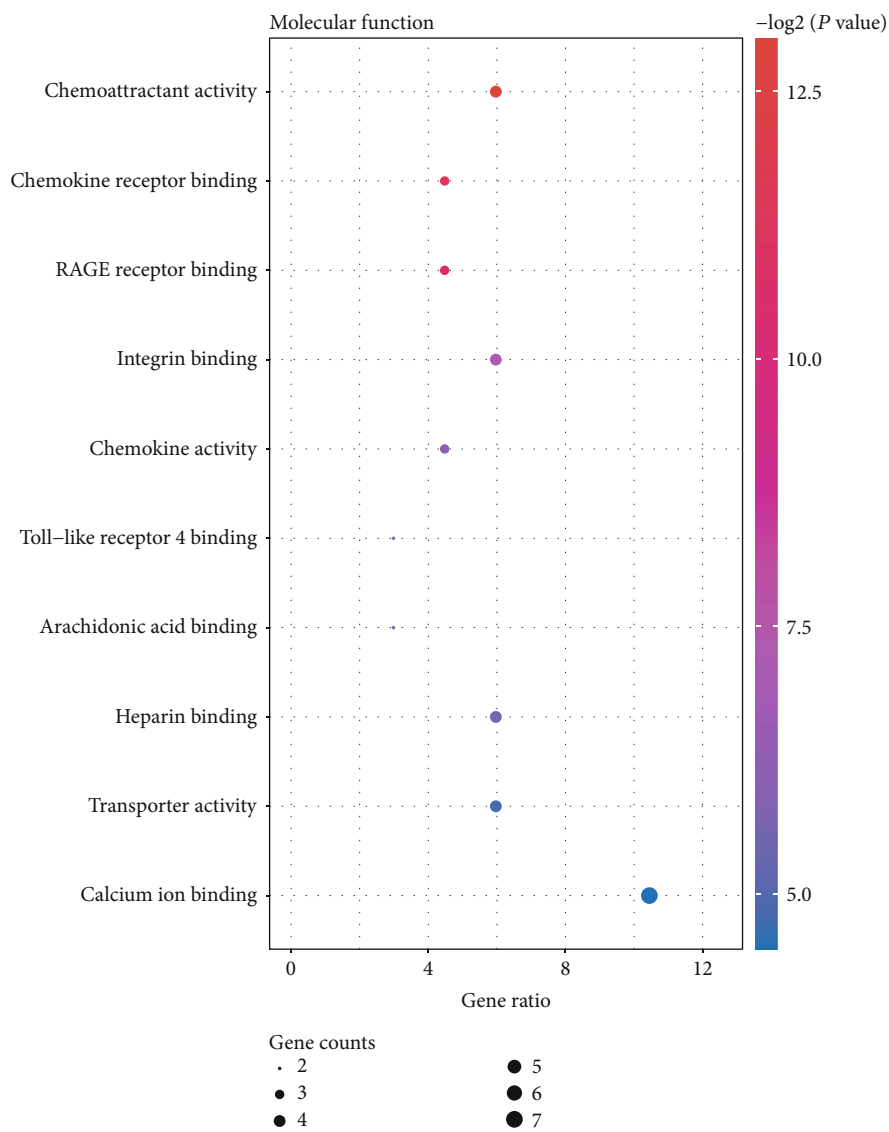 Molecular function
−log2 (P value)
Chemoattractant activity
Chemokine receptor binding
RAGE receptor binding
Integrin binding
Chemokine activity
Toll−like receptor 4 binding
Arachidonic acid binding
Heparin binding
Transporter activity
Calcium ion binding
12.5
10.0
7.5
5.0
0 4 8 12
Gene ratio
Gene counts
2 5
3 6
4 7